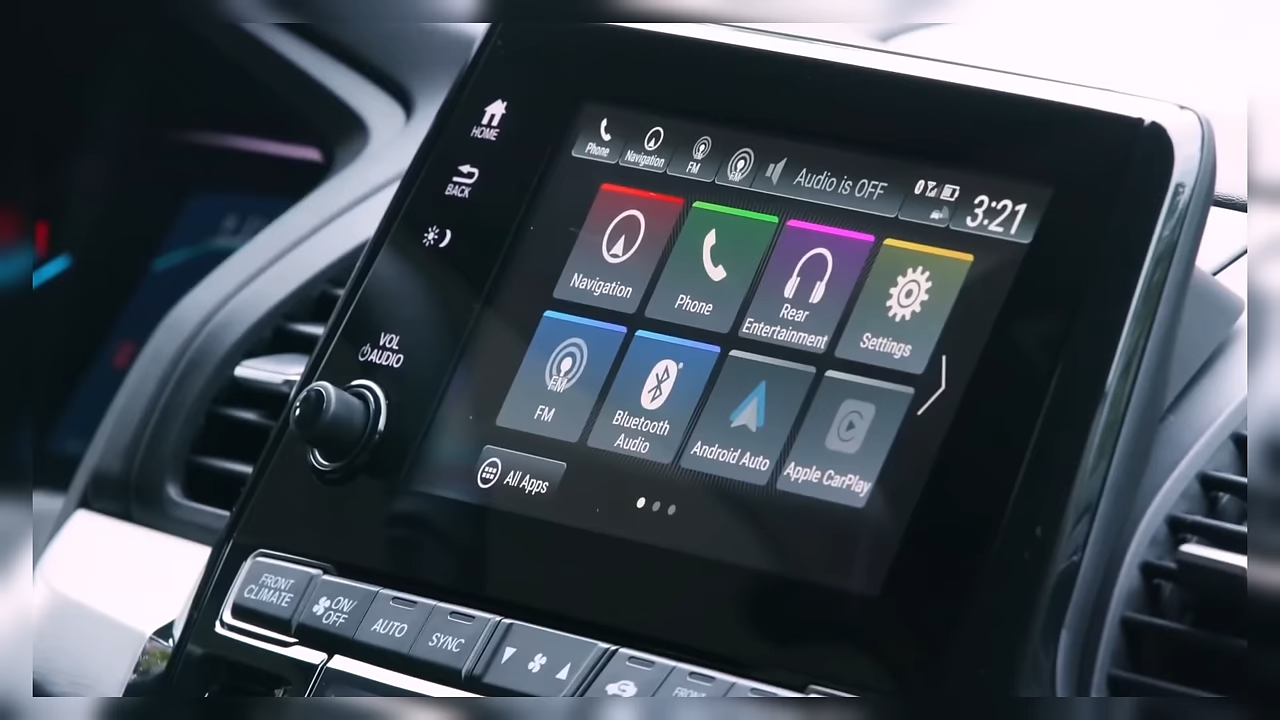 HOME
BACK
VOL
AUDIO
Phone
Navigation
FM
FM
Audio is OFF
3:21
Navigation
Phone
Rear
Entertainment
Settings
FM
FM
Bluetooth
Audio
Android Auto
Apple CarPlay
All Apps
FRONT
CLIMATE
ON/
OFF
AUTO
SYNC
FRONT